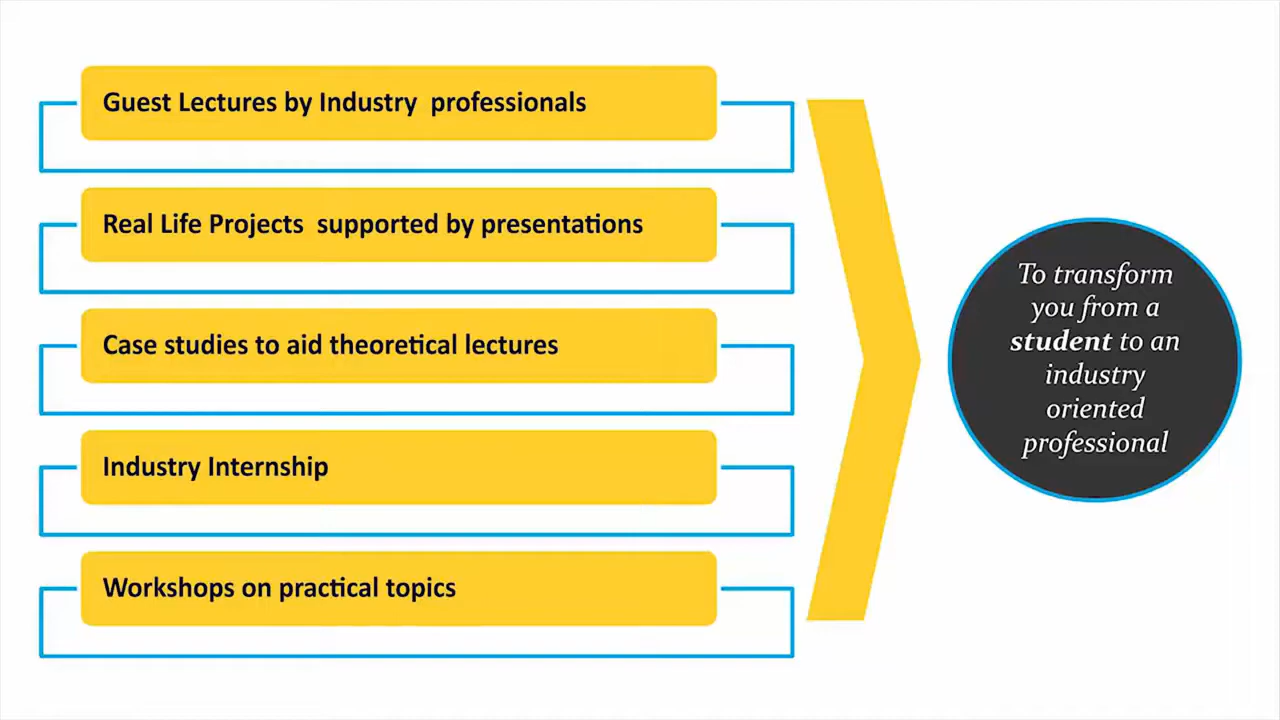 Guest Lectures by Industry  professionals
Real Life Projects  supported by presentations
Case studies to aid theoretical lectures
Industry Internship
Workshops on practical topics
To transform
you from a
student to an
industry
oriented
professional